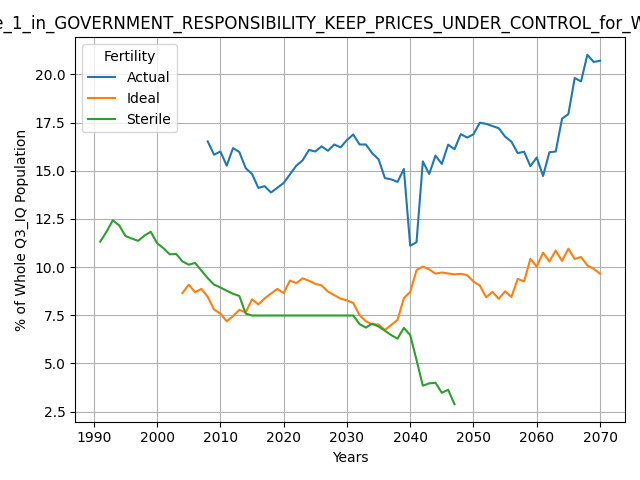 e_1_in_GOVERNMENT_RESPONSIBILITY_KEEP_PRICES_UNDER_CONTROL_for_W
Fertility
Actual
Ideal
Sterile
% of Whole Q3_IQ Population
20.0
17.5
15.0
12.5
10.0
7.5
5.0
2.5
1990 2000 2010 2020 2030 2040 2050 2060 2070
Years